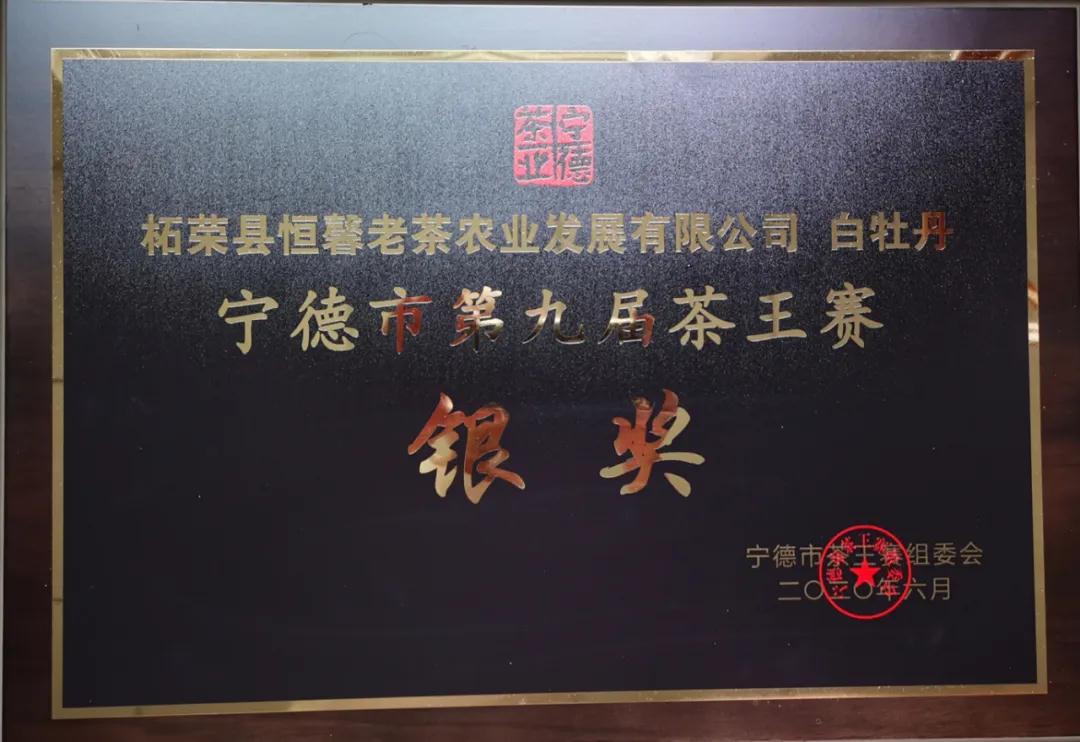 宁德
茶业
柘荣县恒馨老茶农业发展有限公司 白牡丹
宁德市第九届茶王赛
银奖
宁德市茶王赛组委会
二〇二〇年六月